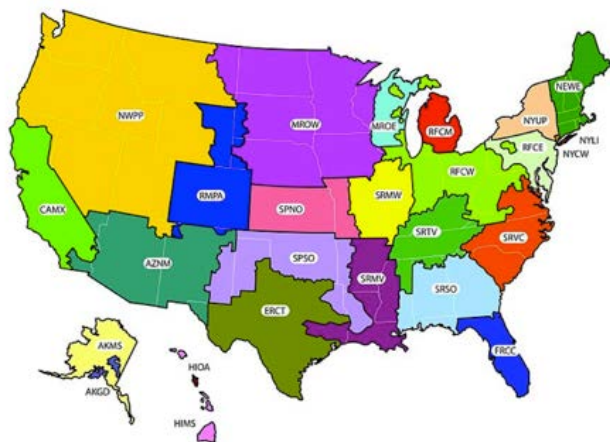 NEWE
NWPP
NYUP
MROW
MROE
RFCM
NYLI
RFCE
NYCW
RFCW
RMPA
SRMW
CAMX
SPNO
SRTV
SRVC
AZNM
SPSO
SRMV
SRSO
ERCT
AKMS
FRCC
HIOA
AKGD
HIMS